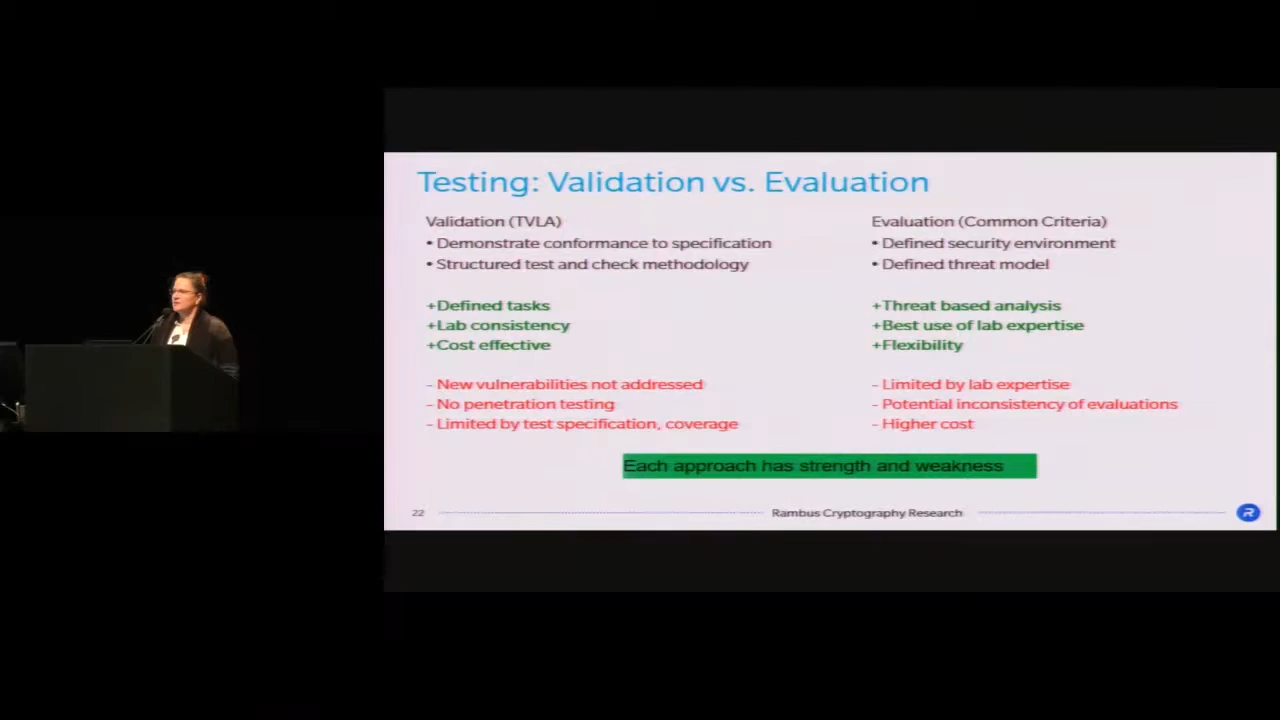 Testing: Validation vs. Evaluation
Validation (TVLA)
• Demonstrate conformance to specification
• Structured test and check methodology
+Defined tasks
+Lab consistency
+Cost effective
- New vulnerabilities not addressed
- No penetration testing
- Limited by test specification, coverage
Evaluation (Common Criteria)
• Defined security environment
• Defined threat model
+Threat based analysis
+Best use of lab expertise
+Flexibility
- Limited by lab expertise
- Potential inconsistency of evaluations
- Higher cost
Each approach has strength and weakness
22
Rambus Cryptography Research
R